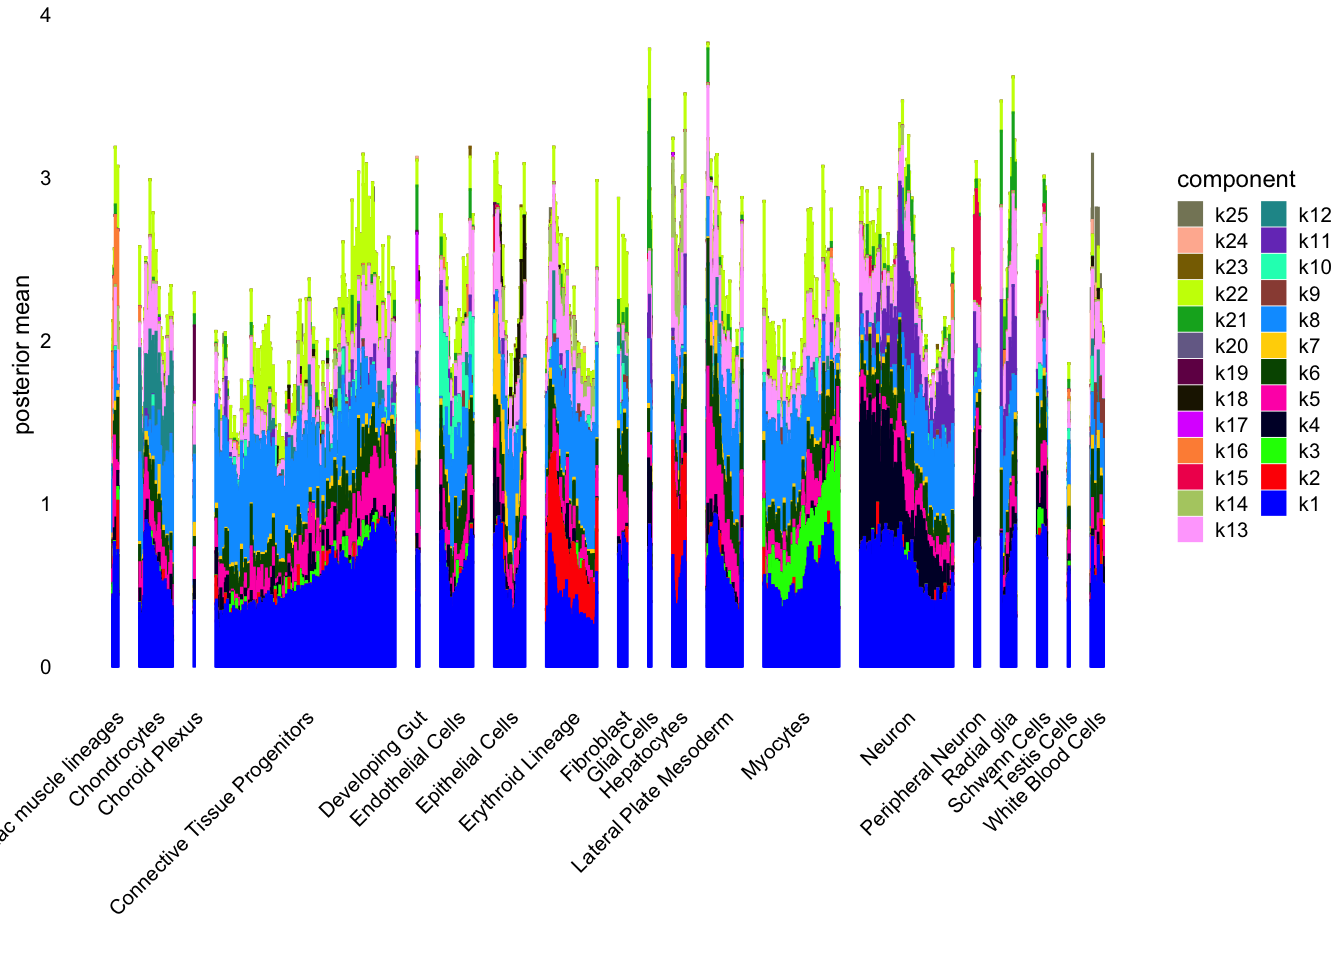 4
3
2
1
0
posterior mean
muscle lineages
Chondrocytes
Choroid Plexus
Connective Tissue Progenitors
Developing Gut
Endothelial Cells
Epithelial Cells
Erythroid Lineage
Fibroblast
Glial Cells
Hepatocytes
Lateral Plate Mesoderm
Myocytes
Neuron
Peripheral Neuron
Radial glia
Schwann Cells
Testis Cells
White Blood Cells
component
k25 k12
k24 k11
k23 k10
k22 k9
k21 k8
k20 k7
k19 k6
k18 k5
k17 k4
k16 k3
k15 k2
k14 k1
k13